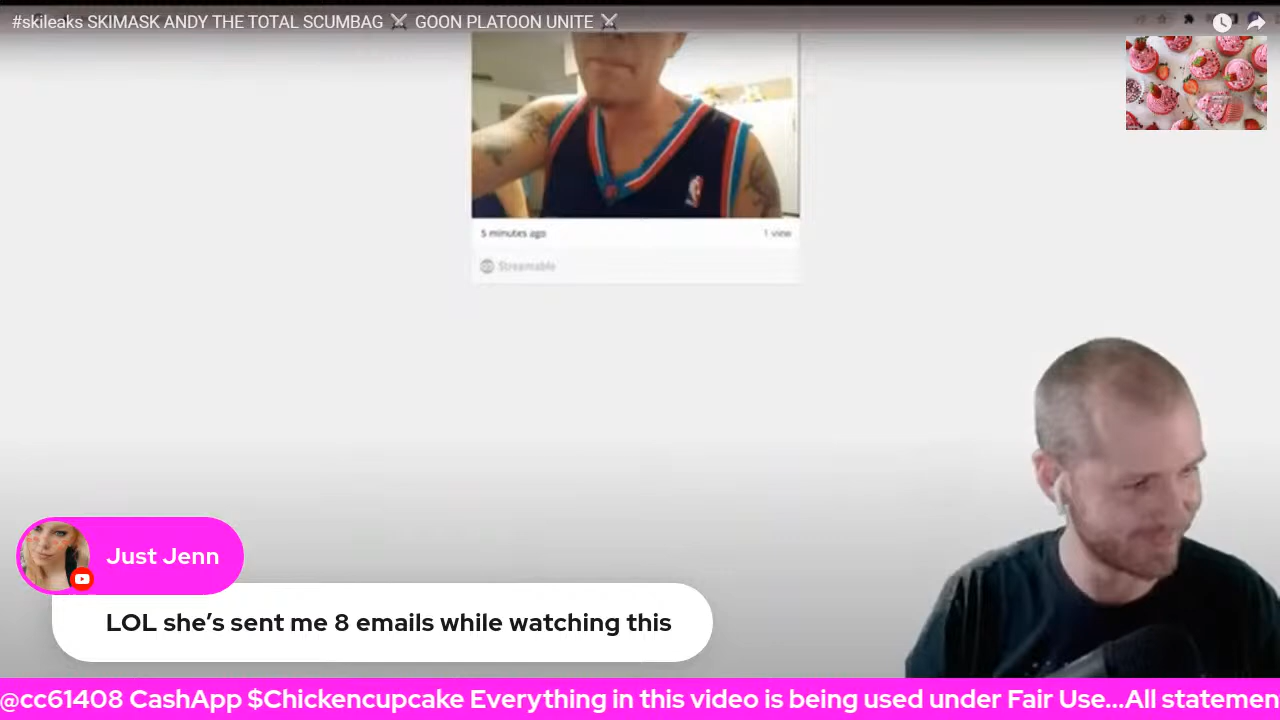 #skileaks SKIMASK ANDY THE TOTAL SCUMBAG ⚔ GOON PLATOON UNITE ⚔
5 minutes ago
1 view
Streamable
Just Jenn
LOL she’s sent me 8 emails while watching this
@cc61408 CashApp $Chickencupcake Everything in this video is being used under Fair Use...All statemen